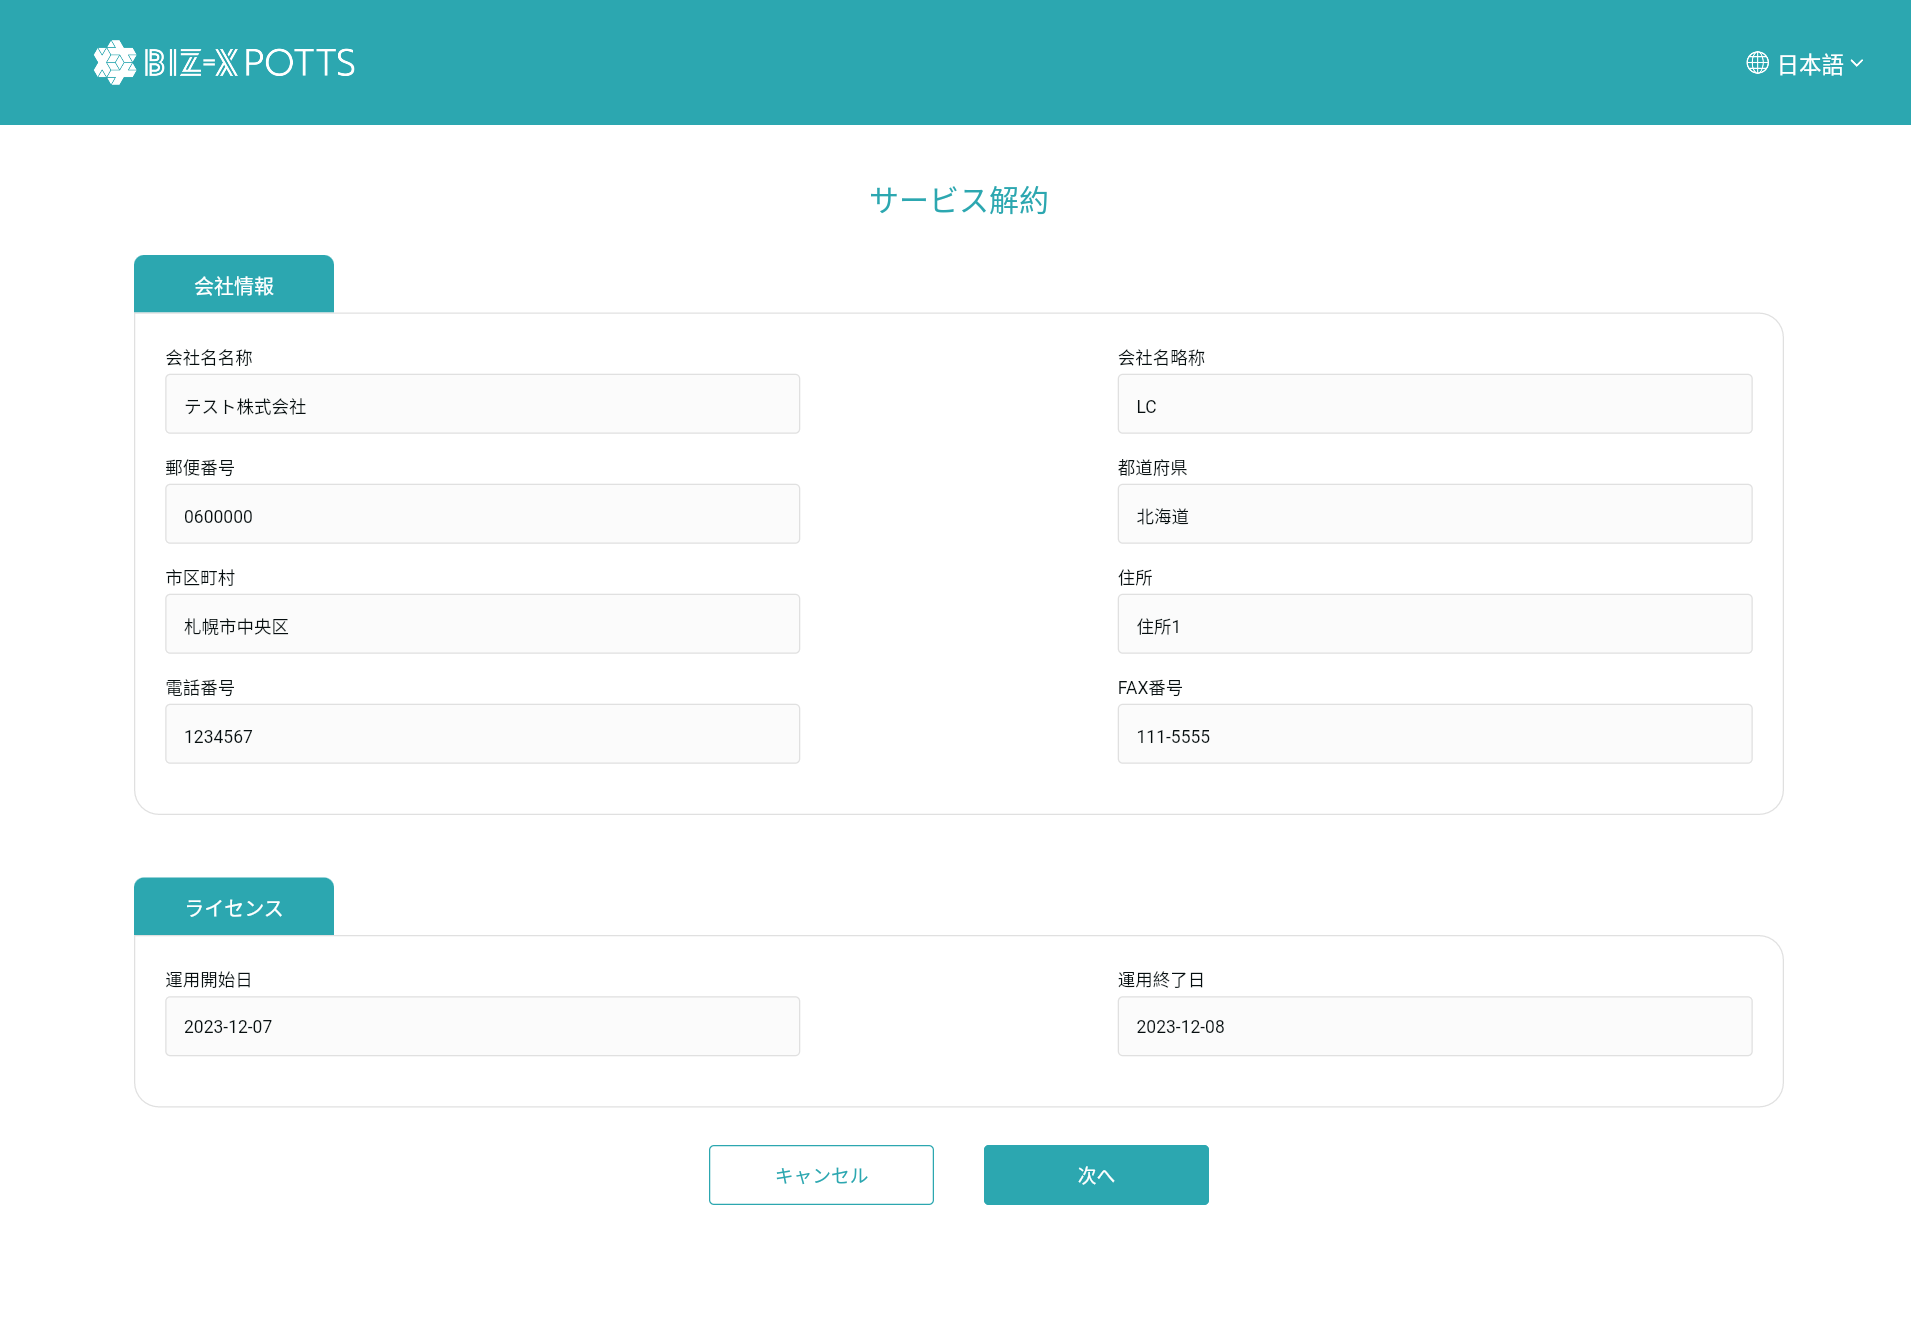 BIZ=X POTTS
日本語
サービス解約
会社情報
会社名名称
会社名略称
テスト株式会社
LC
郵便番号
都道府県
0600000
北海道
市区町村
住所
札幌市中央区
住所1
電話番号
FAX番号
1234567
111-5555
ライセンス
運用開始日
運用終了日
2023-12-07
2023-12-08
キャンセル
次へ